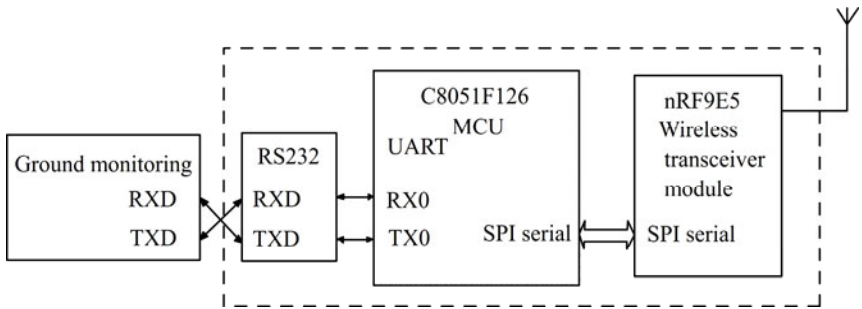 Ground monitoring
RXD
TXD
RS232
RXD
TXD
C8051F126
MCU
UART
RX0
TX0
SPI serial
nRF9E5
Wireless
transceiver
module
SPI serial